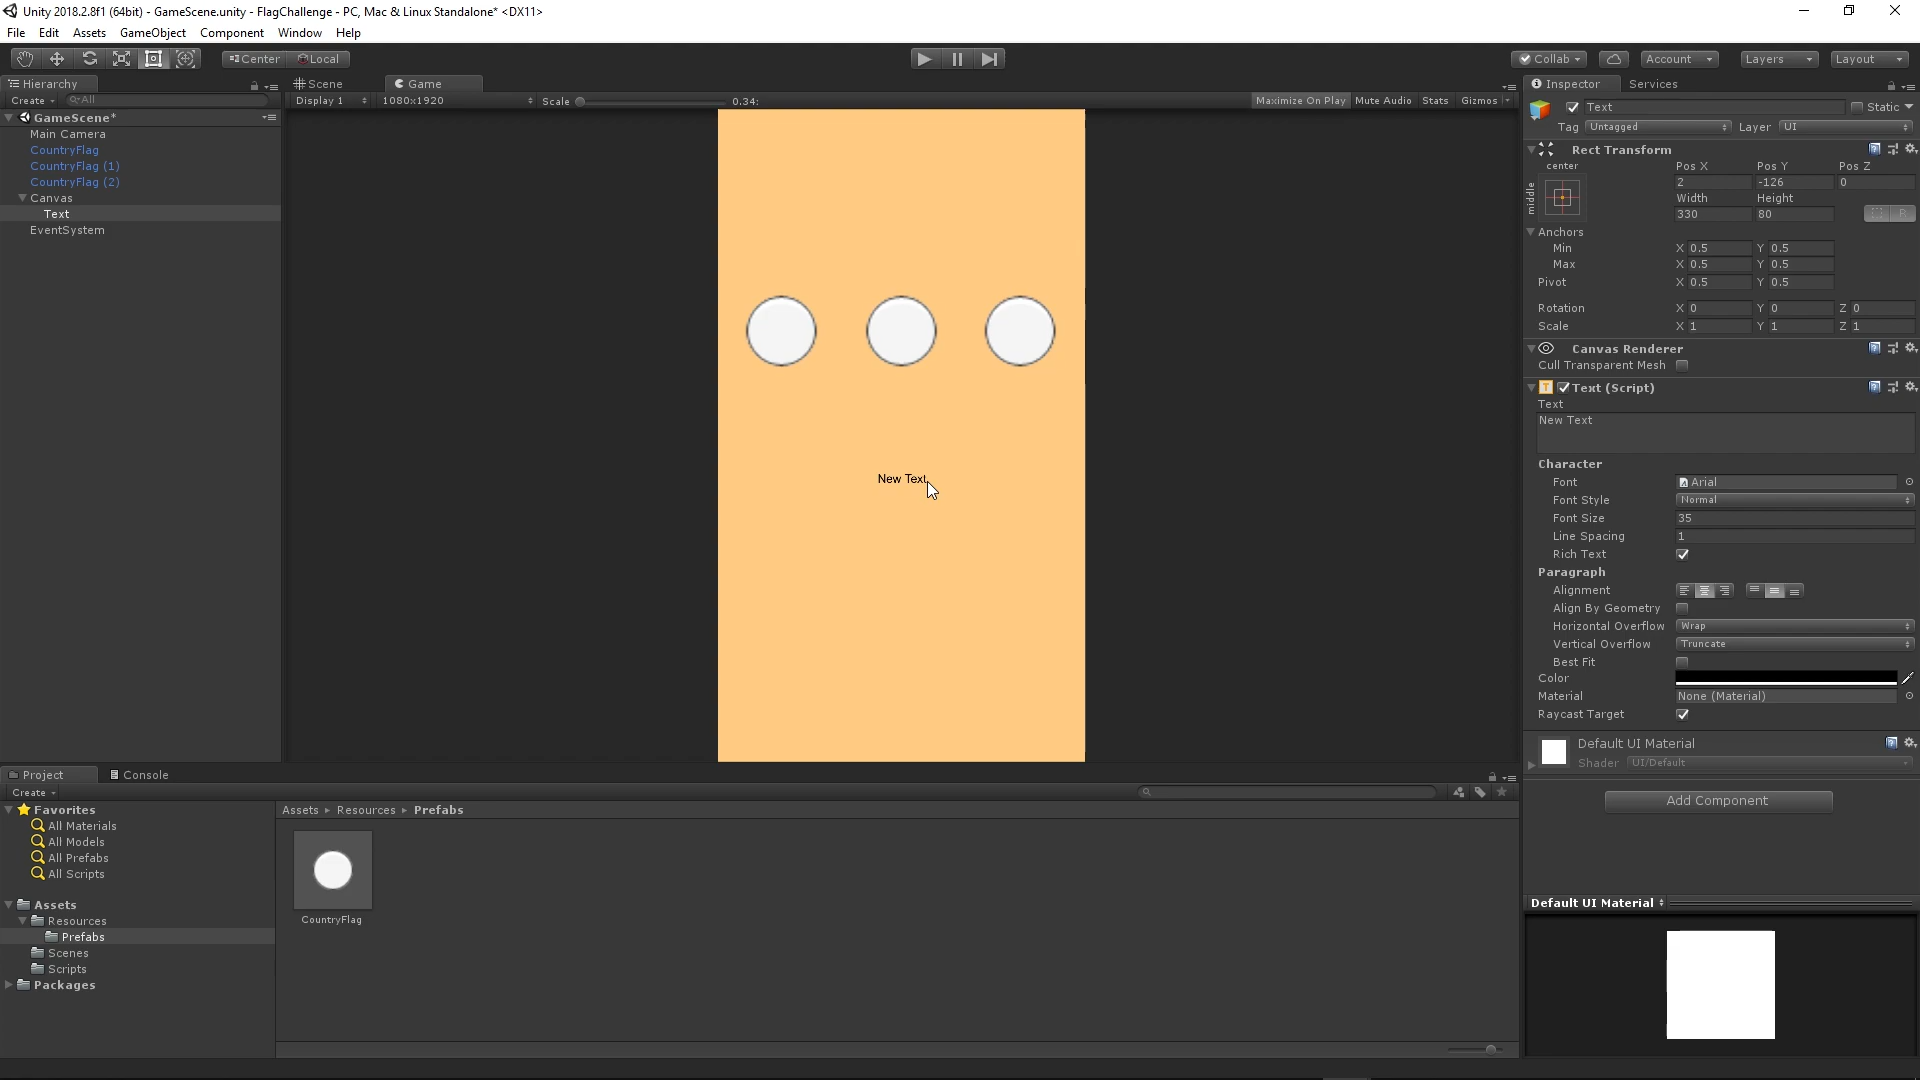 Unity 2018.2.8f1 (64bit) - GameScene.unity - FlagChallenge - PC, Mac & Linux Standalone* <DX11>
File Edit Assets GameObject Component Window Help
Center Local
Collab Account Layers Layout
Hierarchy
Create All
GameScene*
Main Camera
CountryFlag
CountryFlag (1)
CountryFlag (2)
Canvas
Text
EventSystem
Scene Game
Display 1 1080x1920 Scale 0.34: Maximize On Play Mute Audio Stats Gizmos
New Text
Inspector Services
Text Static
Tag Untagged Layer UI
Rect Transform
center Pos X Pos Y Pos Z
middle
2 -126 0
Width Height
330 80 R
Anchors
Min X 0.5 Y 0.5
Max X 0.5 Y 0.5
Pivot X 0.5 Y 0.5
Rotation X 0 Y 0 Z 0
Scale X 1 Y 1 Z 1
Canvas Renderer
Cull Transparent Mesh
T Text (Script)
Text
New Text
Character
Font Arial
Font Style Normal
Font Size 35
Line Spacing 1
Rich Text
Paragraph
Alignment
Align By Geometry
Horizontal Overflow Wrap
Vertical Overflow Truncate
Best Fit
Color
Material None (Material)
Raycast Target
Default UI Material
Shader UI/Default
Add Component
Default UI Material
Project Console
Create
Favorites
All Materials
All Models
All Prefabs
All Scripts
Assets
Resources
Prefabs
Scenes
Scripts
Packages
Assets Resources Prefabs
CountryFlag